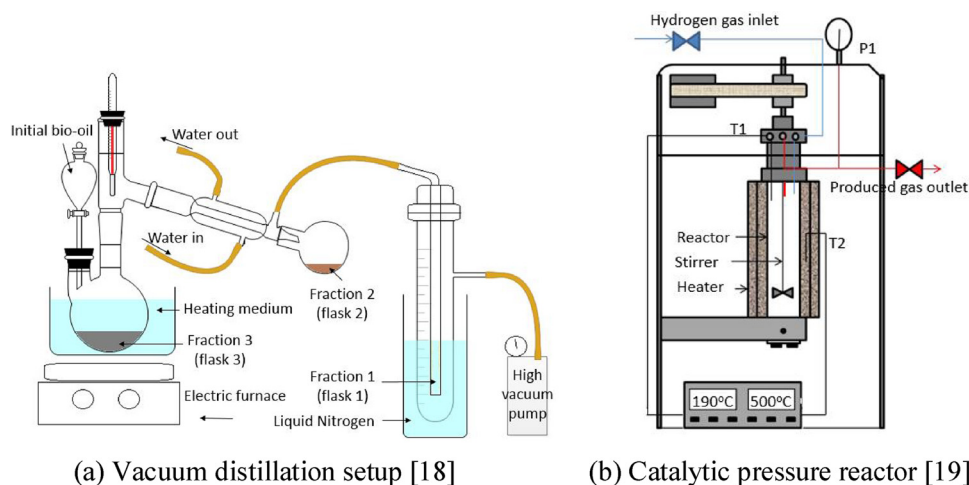 Initial bio-oil
Water out
Water in
Heating medium
Fraction 3
(flask 3)
Electric furnace
Fraction 2
(flask 2)
Fraction 1
(flask 1)
Liquid Nitrogen
High
vacuum
pump
(a) Vacuum distillation setup [18]
Hydrogen gas inlet
P1
T1
Produced gas outlet
Reactor
T2
Stirrer
Heater
190°C
500°C
(b) Catalytic pressure reactor [19]